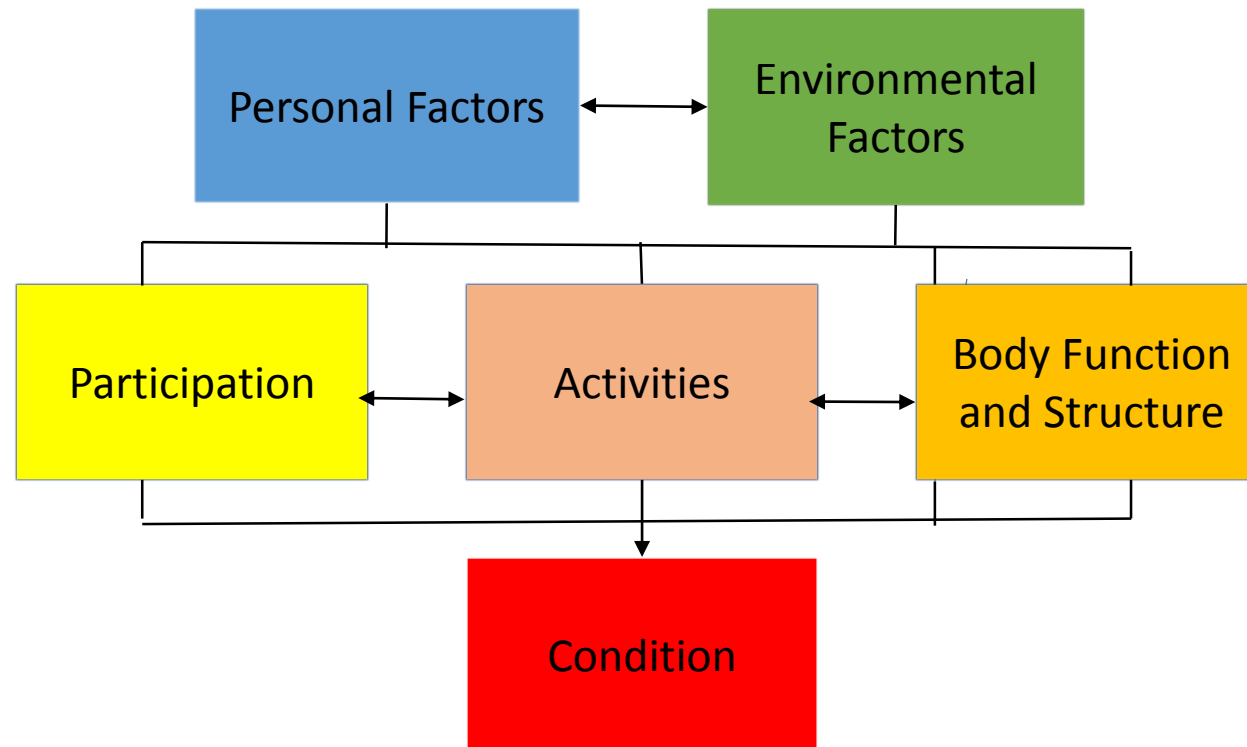 Personal Factors
Environmental
Factors
Participation
Activities
Body Function
and Structure
Condition